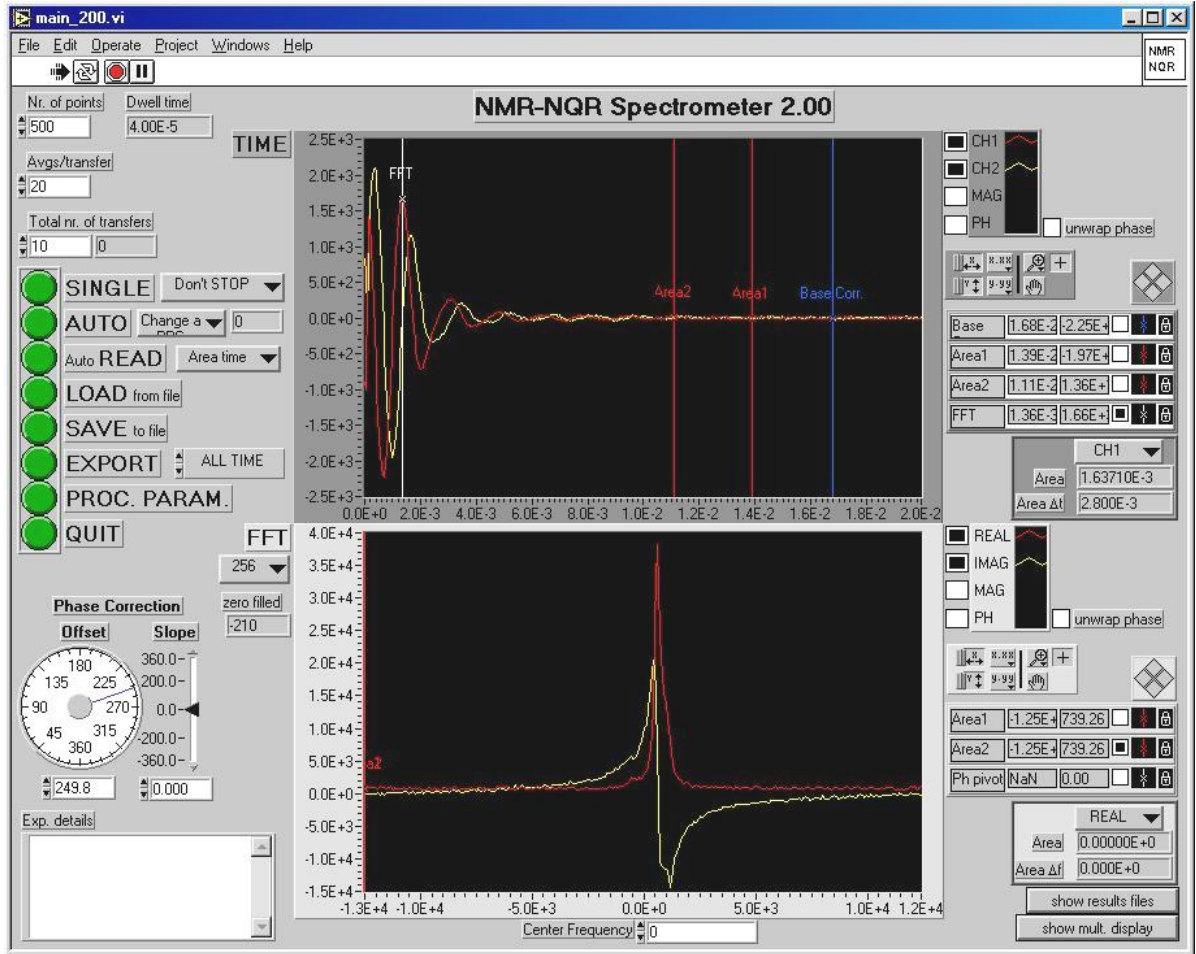 main_200.vi
File Edit Operate Project Windows Help
NMR
NQR
Nr. of points Dwell time
500 4.00E-5
NMR-NQR Spectrometer 2.00
TIME
Avgs/transfer
20
Total nr. of transfers
10 0
SINGLE Don't STOP
AUTO Change a 0
Auto READ Area time
LOAD from file
SAVE to file
EXPORT ALL TIME
PROC. PARAM.
QUIT
2.5E+3
2.0E+3
1.5E+3
1.0E+3
5.0E+2
0.0E+0
-5.0E+2
-1.0E+3
-1.5E+3
-2.0E+3
-2.5E+3
FFT
Area2 Area1 Base Corr.
0.0E+0 2.0E-3 4.0E-3 6.0E-3 8.0E-3 1.0E-2 1.2E-2 1.4E-2 1.6E-2 1.8E-2 2.0E-2
CH1
CH2
MAG
PH
unwrap phase
Base 1.68E-2 -2.25E+
Area1 1.39E-2 -1.97E+
Area2 1.11E-2 1.36E+
FFT 1.36E-3 1.66E+
CH1
Area 1.63710E-3
Area Δt 2.800E-3
FFT
256
zero filled
-210
Phase Correction
Offset Slope
180
135 225
90 270
45 315
360
360.0
200.0
0.0
-200.0
-360.0
249.8 0.000
Exp. details
4.0E+4
3.5E+4
3.0E+4
2.5E+4
2.0E+4
1.5E+4
1.0E+4
5.0E+3
0.0E+0
-5.0E+3
-1.0E+4
-1.5E+4
a2
-1.3E+4 -1.0E+4 -5.0E+3 0.0E+0 5.0E+3 1.0E+4 1.2E+4
Center Frequency 0
REAL
IMAG
MAG
PH
unwrap phase
Area1 -1.25E+ 739.26
Area2 -1.25E+ 739.26
Ph pivot NaN 0.00
REAL
Area 0.00000E+0
Area Δf 0.000E+0
show results files
show mult. display